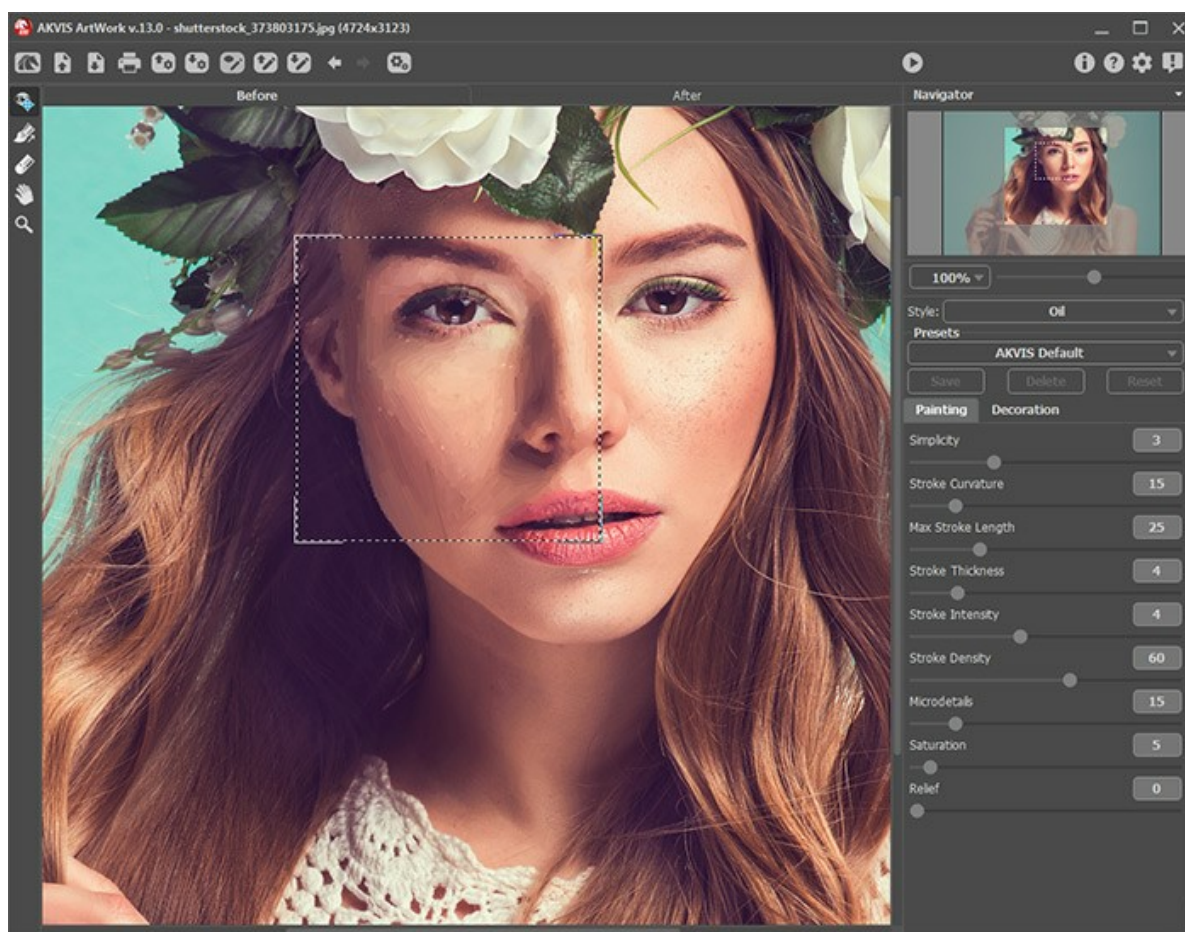 AKVIS ArtWork v.13.0 - shutterstock_373803175.jpg (4724x3123)
Before
After
Navigator
100%
Style: Oil
Presets
AKVIS Default
Save Delete Reset
Painting Decoration
Simplicity 3
Stroke Curvature 15
Max Stroke Length 25
Stroke Thickness 4
Stroke Intensity 4
Stroke Density 60
Microdetails 15
Saturation 5
Relief 0